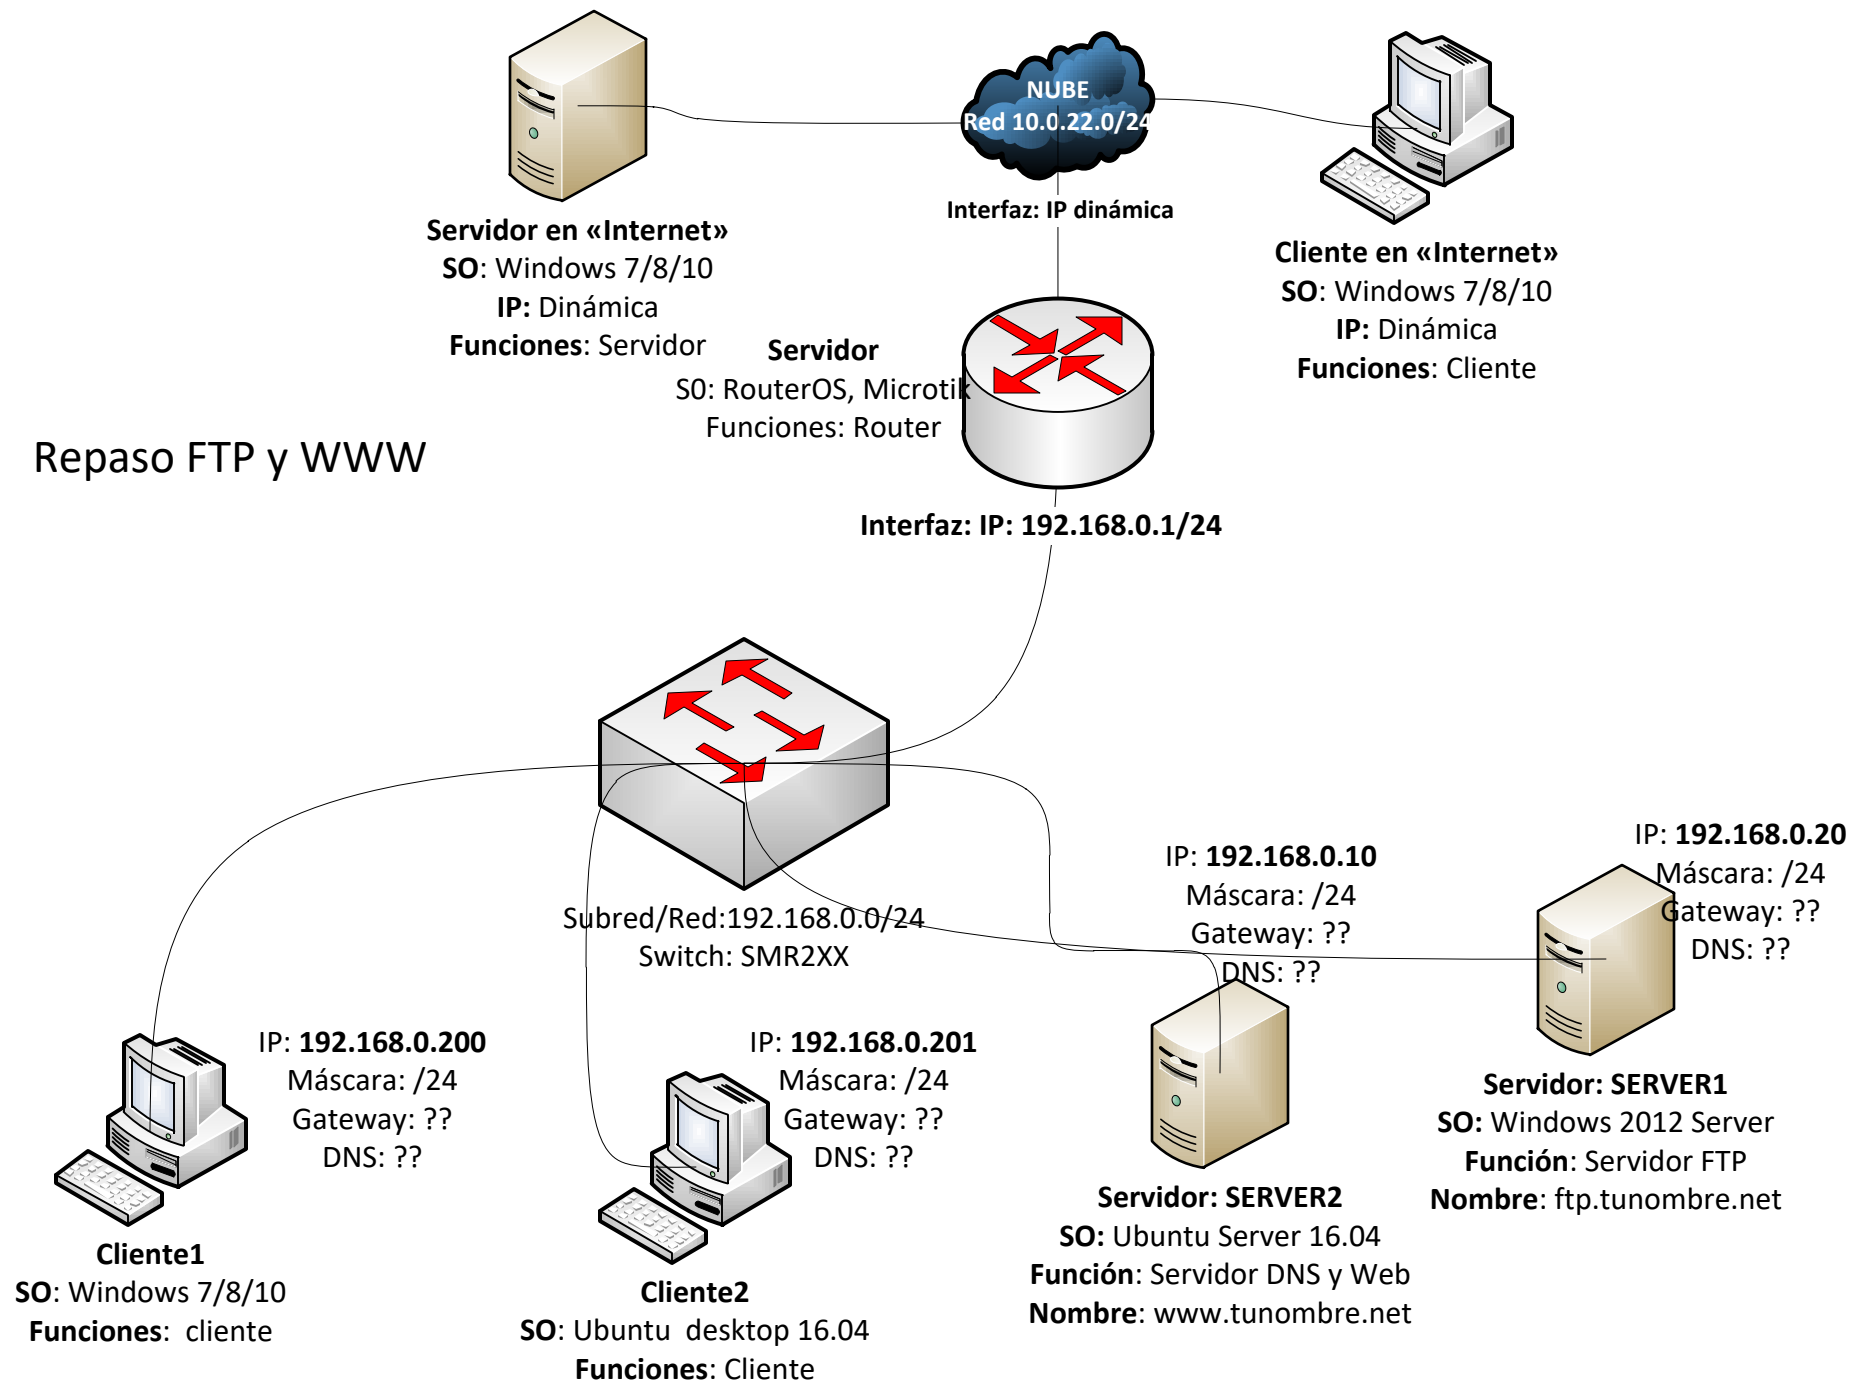 NUBE
Red 10.0.22.0/24
Interfaz: IP dinámica
Servidor en «Internet»
SO: Windows 7/8/10
IP: Dinámica
Funciones: Servidor
Cliente en «Internet»
SO: Windows 7/8/10
IP: Dinámica
Funciones: Cliente
Servidor
S0: RouterOS, Microtik
Funciones: Router
Repaso FTP y WWW
Interfaz: IP: 192.168.0.1/24
Subred/Red:192.168.0.0/24
Switch: SMR2XX
IP: 192.168.0.10
Máscara: /24
Gateway: ??
DNS: ??
IP: 192.168.0.20
Máscara: /24
Gateway: ??
DNS: ??
IP: 192.168.0.200
Máscara: /24
Gateway: ??
DNS: ??
IP: 192.168.0.201
Máscara: /24
Gateway: ??
DNS: ??
Servidor: SERVER1
SO: Windows 2012 Server
Función: Servidor FTP
Nombre: ftp.tunombre.net
Servidor: SERVER2
SO: Ubuntu Server 16.04
Función: Servidor DNS y Web
Nombre: www.tunombre.net
Cliente1
SO: Windows 7/8/10
Funciones:  cliente
Cliente2
SO: Ubuntu  desktop 16.04
Funciones: Cliente